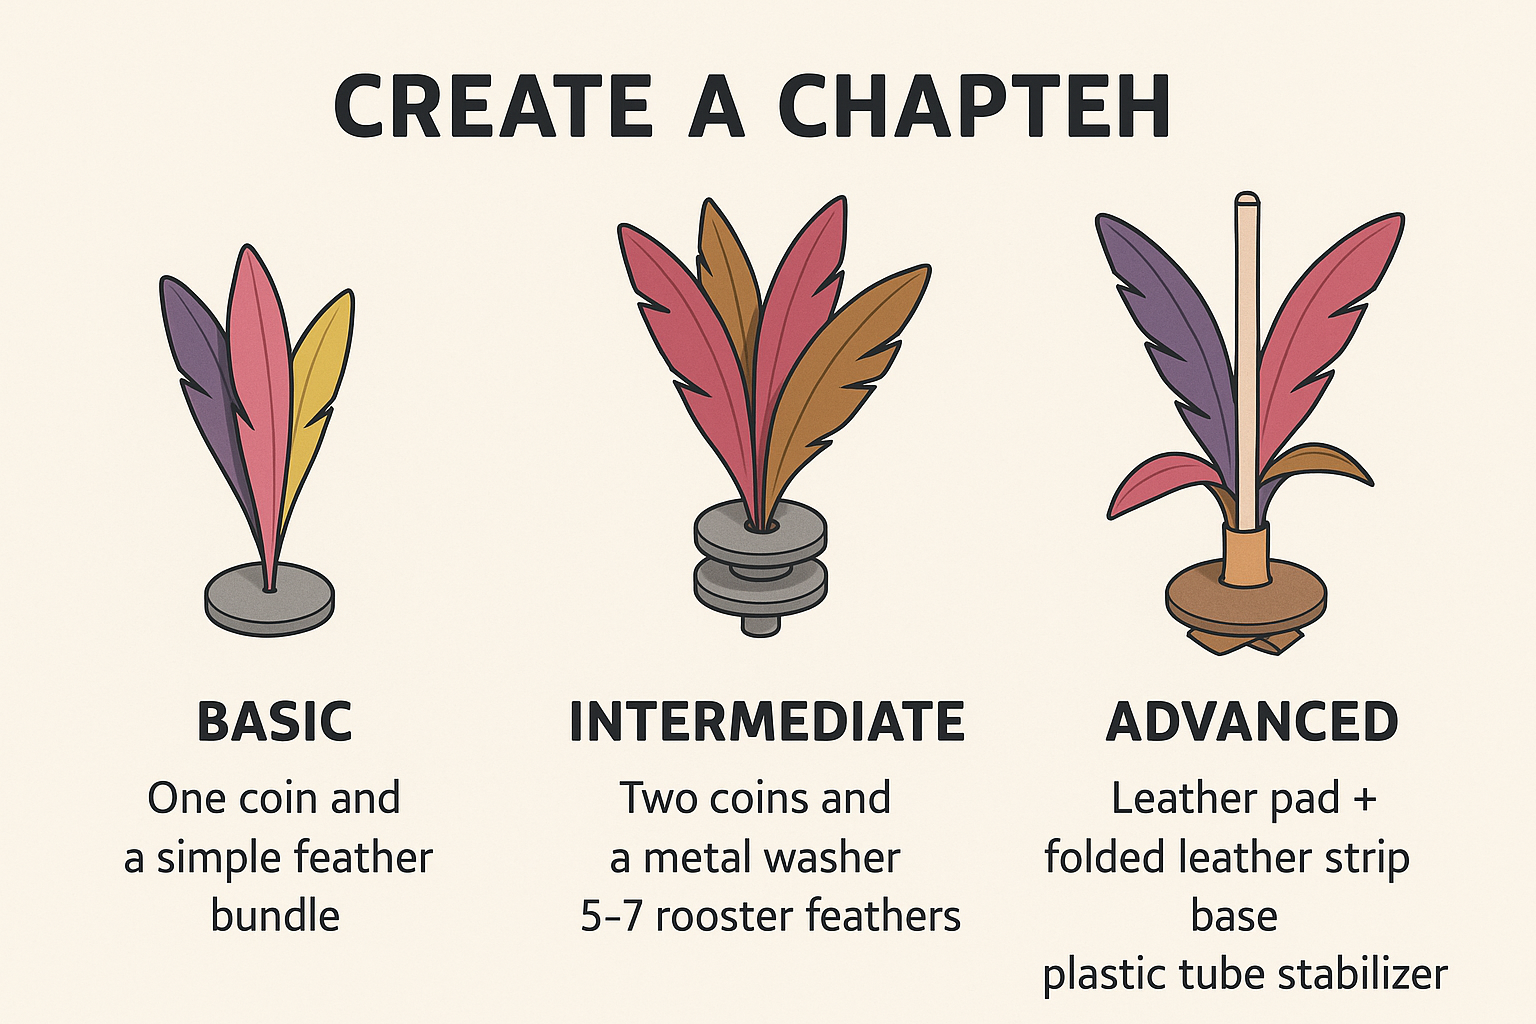 CREATE A CHAPTEH
BASIC
One coin and
a simple feather
bundle
INTERMEDIATE
Two coins and
a metal washer
5–7 rooster feathers
ADVANCED
Leather pad +
folded leather strip
base
plastic tube stabilizer